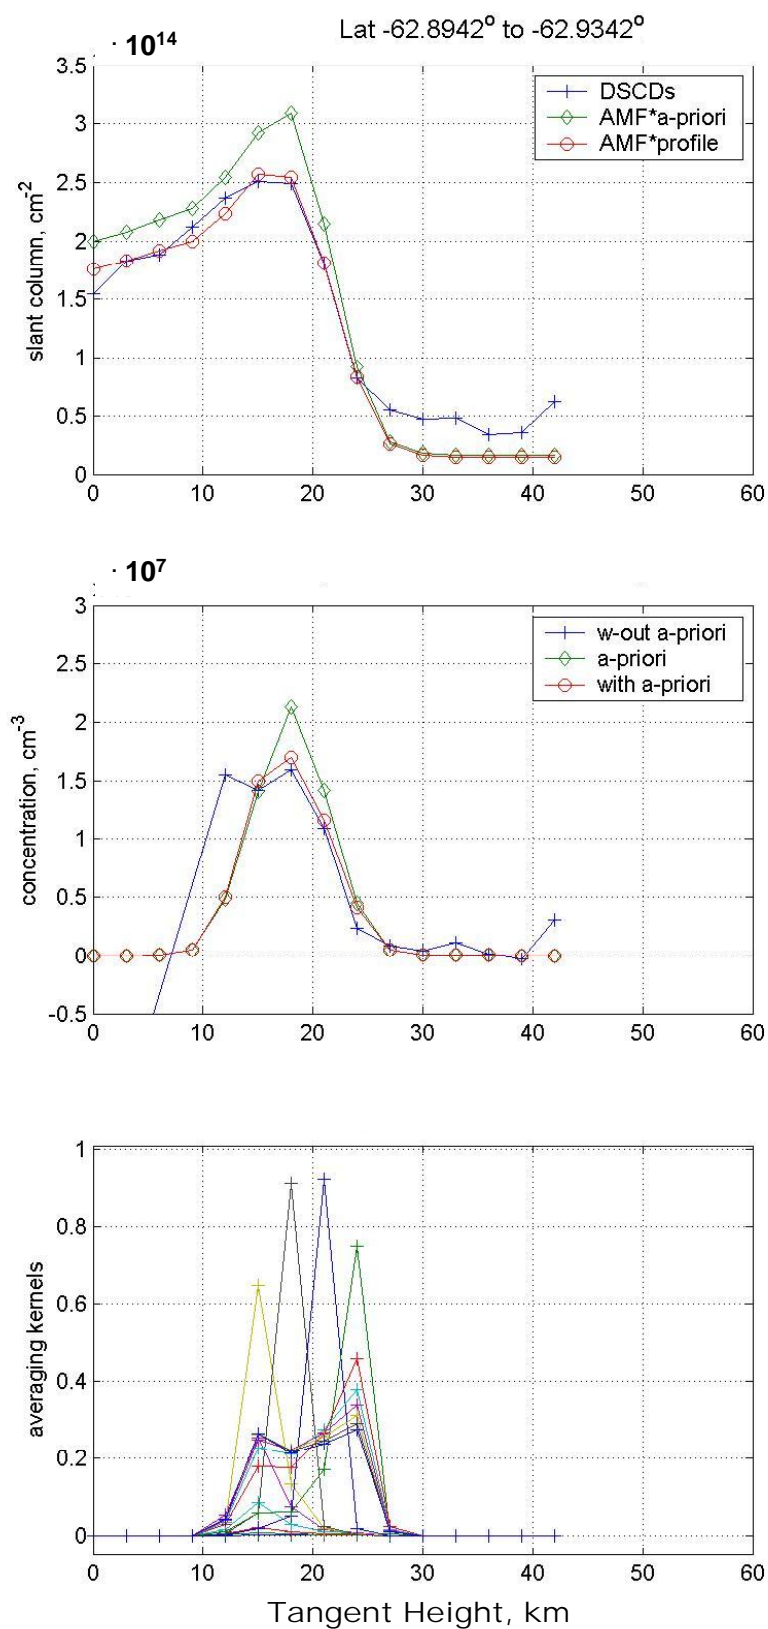 Lat -62.8942° to -62.9342°
· 10¹⁴
3.5
3
2.5
2
1.5
1
0.5
0
slant column, cm⁻²
DSCDs
AMF*a-priori
AMF*profile
0 10 20 30 40 50 60
· 10⁷
3
2.5
2
1.5
1
0.5
0
-0.5
concentration, cm⁻³
w-out a-priori
a-priori
with a-priori
0 10 20 30 40 50 60
1
0.8
0.6
0.4
0.2
0
averaging kernels
0 10 20 30 40 50 60
Tangent Height, km